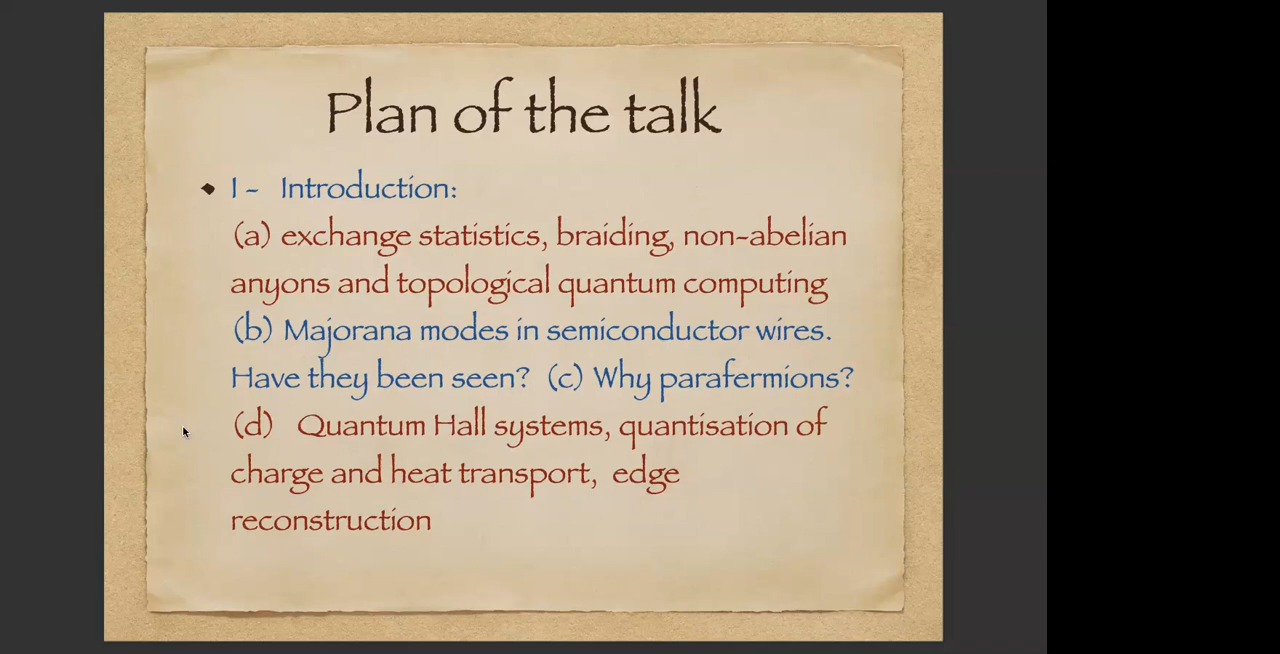 Plan of the talk
I - Introduction:
(a) exchange statistics, braiding, non-abelian
anyons and topological quantum computing
(b) Majorana modes in semiconductor wires.
Have they been seen? (c) Why parafermions?
(d) Quantum Hall systems, quantisation of
charge and heat transport, edge
reconstruction